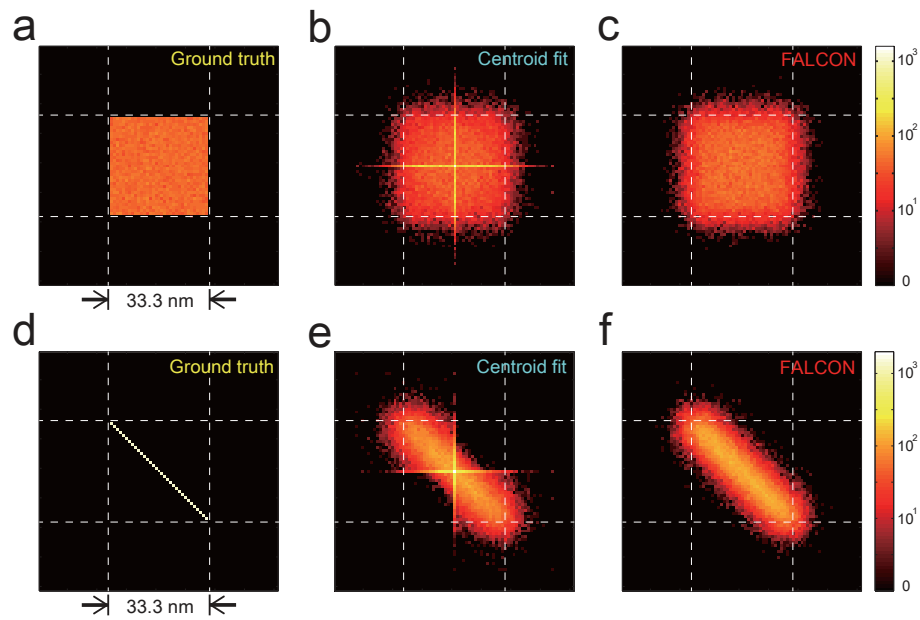 a
b
c
Ground truth
Centroid fit
FALCON
10³
10²
10¹
0
33.3 nm
d
e
f
Ground truth
Centroid fit
FALCON
10³
10²
10¹
0
33.3 nm